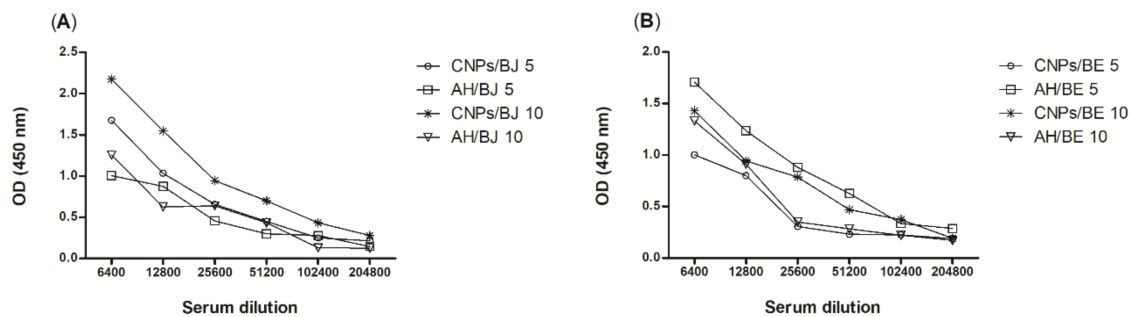 (A)
2.5
2.0
1.5
1.0
0.5
0.0
OD (450 nm)
6400 12800 25600 51200 102400 204800
Serum dilution
CNPs/BJ 5
AH/BJ 5
CNPs/BJ 10
AH/BJ 10
(B)
2.0
1.5
1.0
0.5
0.0
OD (450 nm)
6400 12800 25600 51200 102400 204800
Serum dilution
CNPs/BE 5
AH/BE 5
CNPs/BE 10
AH/BE 10